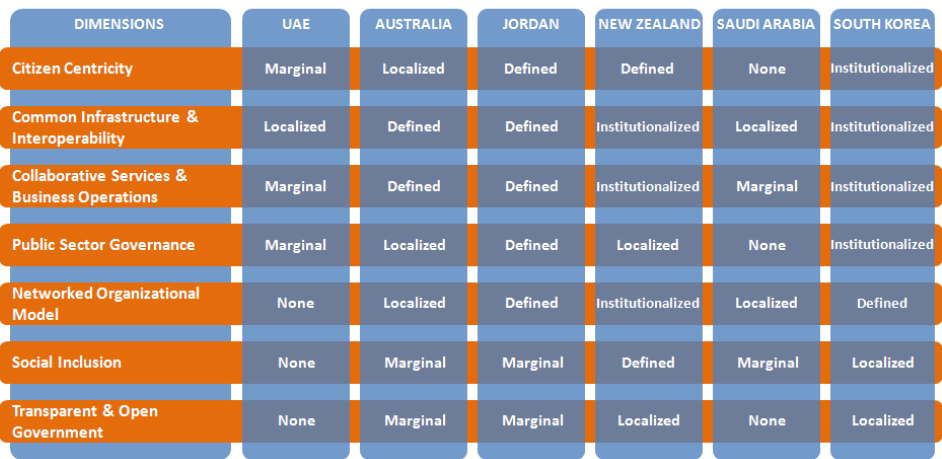 DIMENSIONS UAE AUSTRALIA JORDAN NEW ZEALAND SAUDI ARABIA SOUTH KOREA
Citizen Centricity Marginal Localized Defined Defined None Institutionalized
Common Infrastructure &
Interoperability Localized Defined Defined Institutionalized Localized Institutionalized
Collaborative Services &
Business Operations Marginal Defined Defined Institutionalized Marginal Institutionalized
Public Sector Governance Marginal Localized Defined Localized None Institutionalized
Networked Organizational
Model None Localized Defined Institutionalized Localized Defined
Social Inclusion None Marginal Marginal Defined Marginal Localized
Transparent & Open
Government None Marginal Marginal Localized None Localized